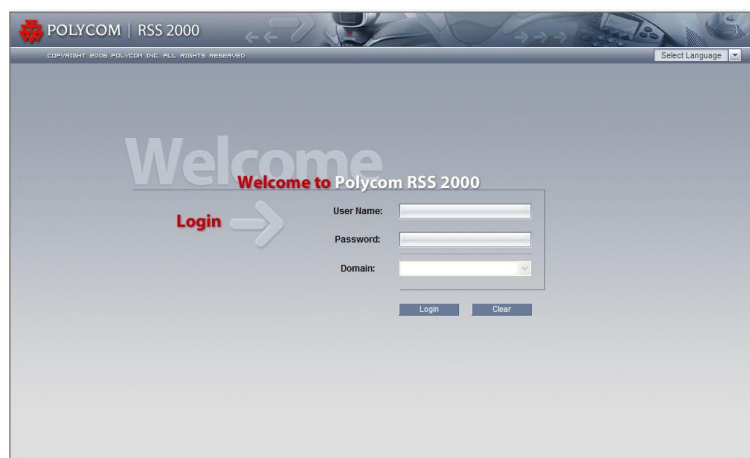 POLYCOM | RSS 2000
COPYRIGHT 2006 POLYCOM INC. ALL RIGHTS RESERVED
Select Language
Welcome
Welcome to Polycom RSS 2000
Login
User Name:
Password:
Domain:
Login Clear